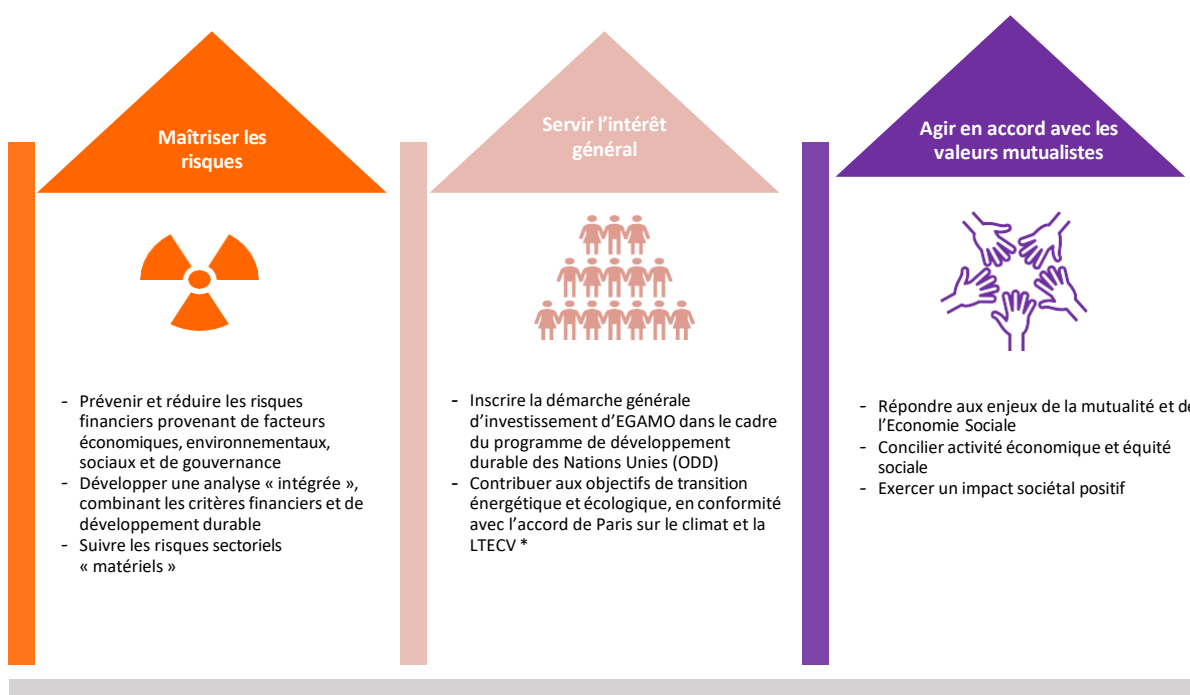 Maîtriser les
risques
Servir l’intérêt
général
Agir en accord avec les
valeurs mutualistes
- Prévenir et réduire les risques
financiers provenant de facteurs
économiques, environnementaux,
sociaux et de gouvernance
- Développer une analyse « intégrée »,
combinant les critères financiers et de
développement durable
- Suivre les risques sectoriels
« matériels »
- Inscrire la démarche générale
d’investissement d’EGAMO dans le cadre
du programme de développement
durable des Nations Unies (ODD)
- Contribuer aux objectifs de transition
énergétique et écologique, en conformité
avec l’accord de Paris sur le climat et la
LTECV *
- Répondre aux enjeux de la mutualité et de
l’Economie Sociale
- Concilier activité économique et équité
sociale
- Exercer un impact sociétal positif